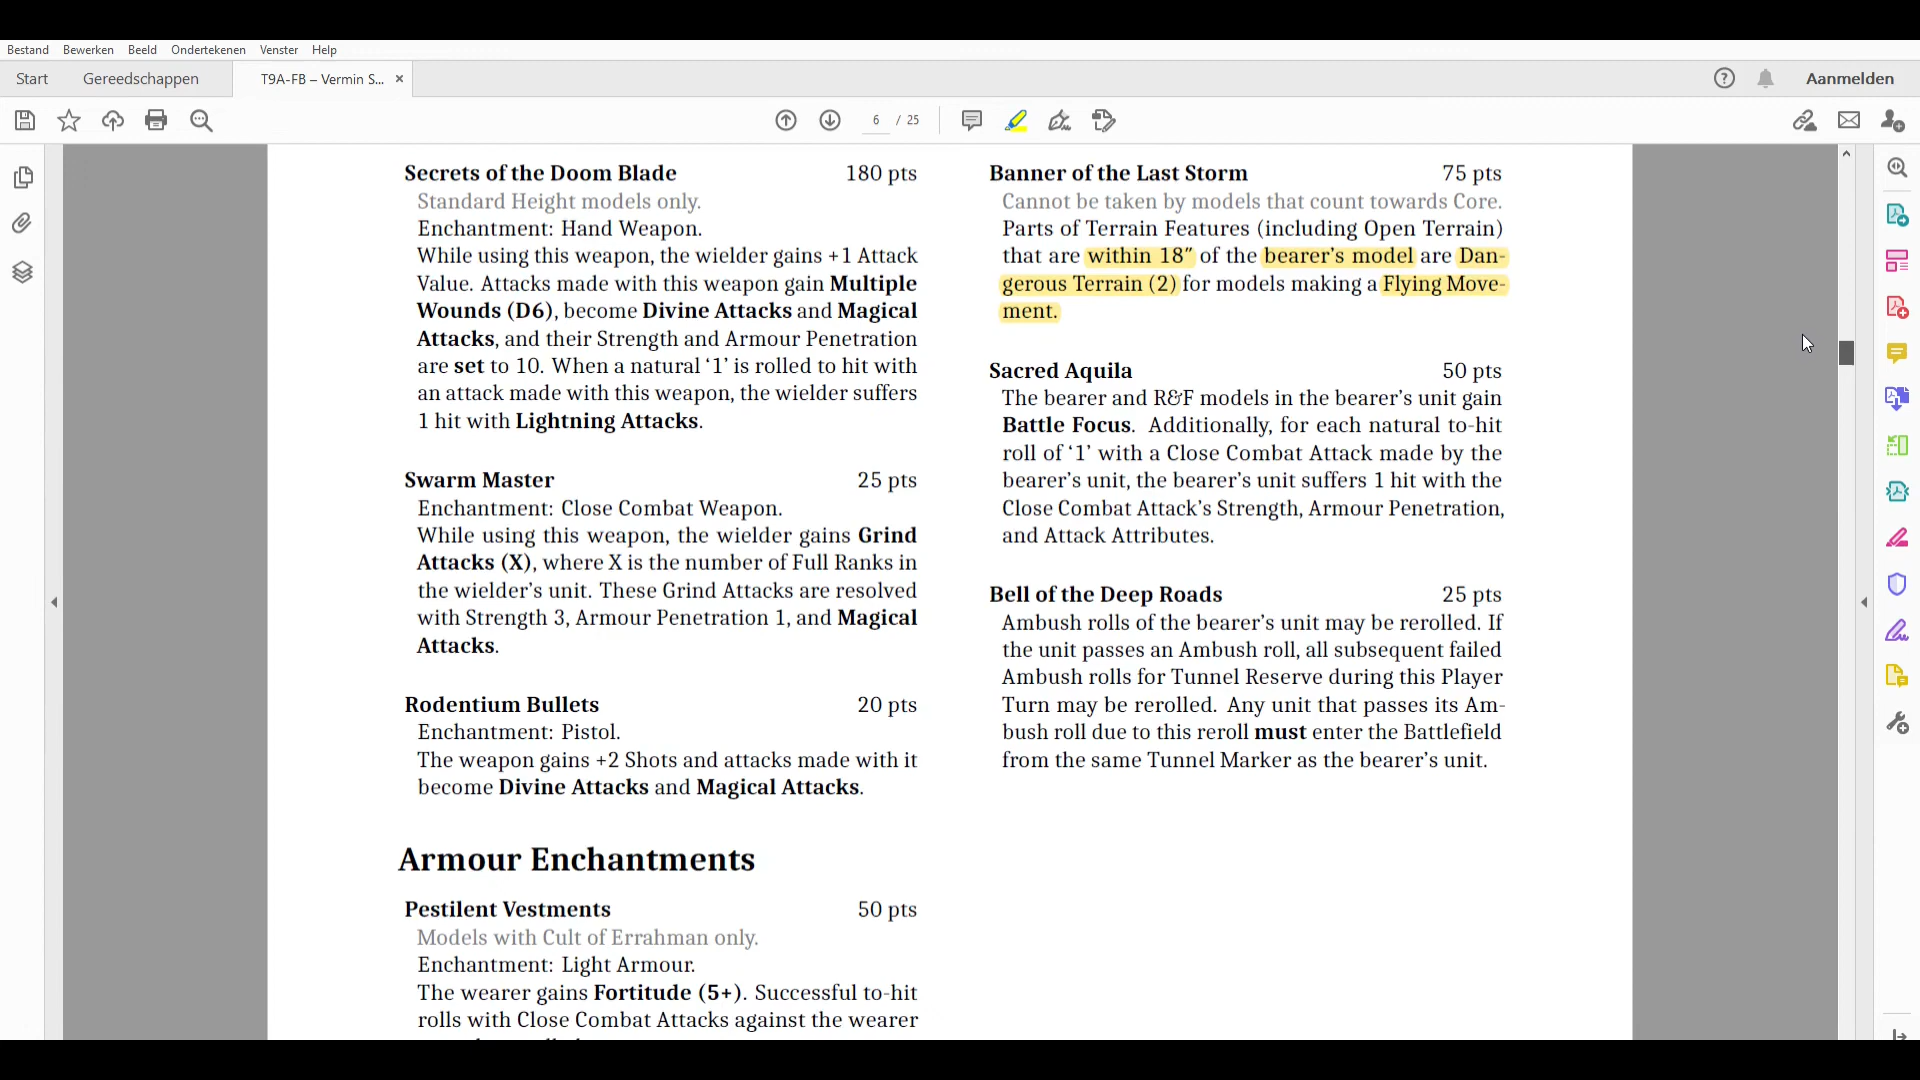 Bestand Bewerken Beeld Ondertekenen Venster Help
Start Gereedschappen T9A-FB – Vermin S... × Aanmelden
6 / 25
Secrets of the Doom Blade 180 pts
Standard Height models only.
Enchantment: Hand Weapon.
While using this weapon, the wielder gains +1 Attack
Value. Attacks made with this weapon gain Multiple
Wounds (D6), become Divine Attacks and Magical
Attacks, and their Strength and Armour Penetration
are set to 10. When a natural ‘1’ is rolled to hit with
an attack made with this weapon, the wielder suffers
1 hit with Lightning Attacks.
Swarm Master 25 pts
Enchantment: Close Combat Weapon.
While using this weapon, the wielder gains Grind
Attacks (X), where X is the number of Full Ranks in
the wielder’s unit. These Grind Attacks are resolved
with Strength 3, Armour Penetration 1, and Magical
Attacks.
Rodentium Bullets 20 pts
Enchantment: Pistol.
The weapon gains +2 Shots and attacks made with it
become Divine Attacks and Magical Attacks.
Armour Enchantments
Pestilent Vestments 50 pts
Models with Cult of Errahman only.
Enchantment: Light Armour.
The wearer gains Fortitude (5+). Successful to-hit
rolls with Close Combat Attacks against the wearer
Banner of the Last Storm 75 pts
Cannot be taken by models that count towards Core.
Parts of Terrain Features (including Open Terrain)
that are within 18″ of the bearer’s model are Dan-
gerous Terrain (2) for models making a Flying Move-
ment.
Sacred Aquila 50 pts
The bearer and R&F models in the bearer’s unit gain
Battle Focus. Additionally, for each natural to-hit
roll of ‘1’ with a Close Combat Attack made by the
bearer’s unit, the bearer’s unit suffers 1 hit with the
Close Combat Attack’s Strength, Armour Penetration,
and Attack Attributes.
Bell of the Deep Roads 25 pts
Ambush rolls of the bearer’s unit may be rerolled. If
the unit passes an Ambush roll, all subsequent failed
Ambush rolls for Tunnel Reserve during this Player
Turn may be rerolled. Any unit that passes its Am-
bush roll due to this reroll must enter the Battlefield
from the same Tunnel Marker as the bearer’s unit.